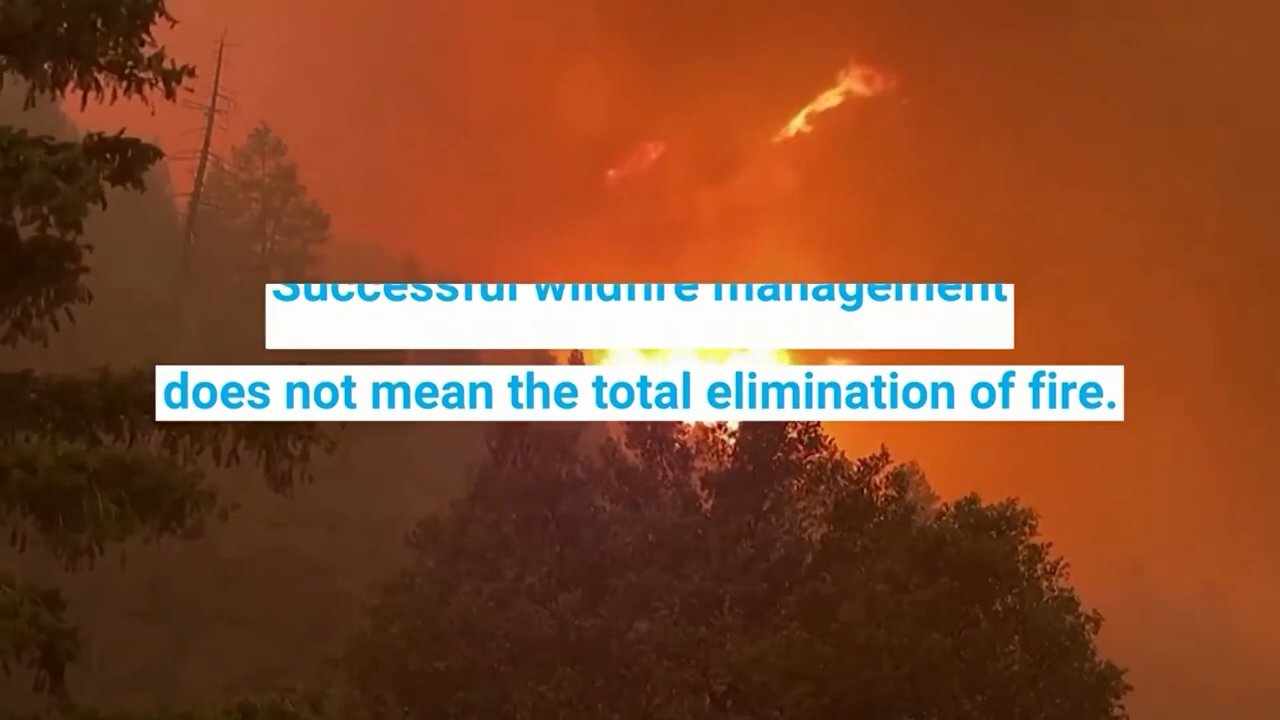 Successful wildfire management
does not mean the total elimination of fire.